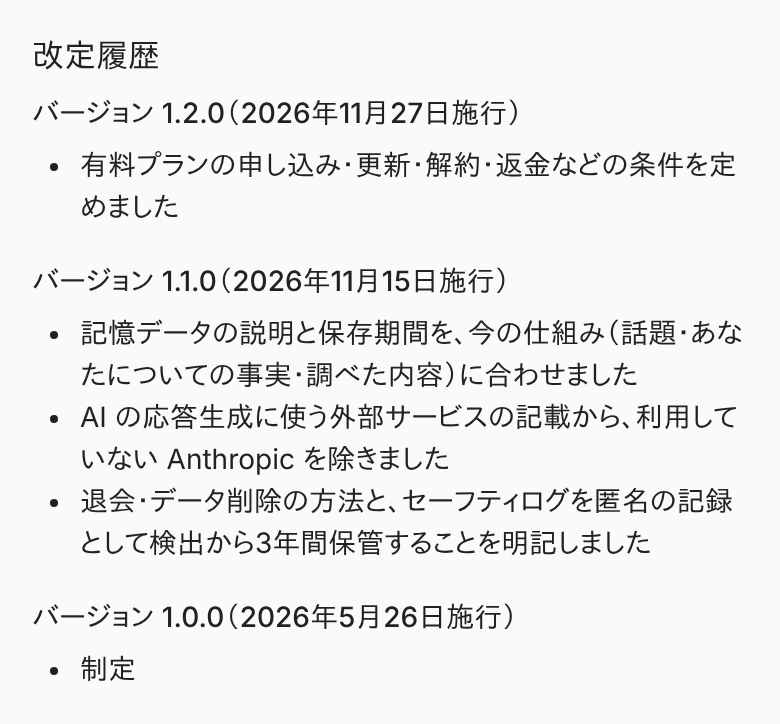 改定履歴
バージョン 1.2.0（2026年11月27日施行）
• 有料プランの申し込み・更新・解約・返金などの条件を定
めました
バージョン 1.1.0（2026年11月15日施行）
• 記憶データの説明と保存期間を、今の仕組み（話題・あな
たについての事実・調べた内容）に合わせました
• AI の応答生成に使う外部サービスの記載から、利用して
いない Anthropic を除きました
• 退会・データ削除の方法と、セーフティログを匿名の記録
として検出から3年間保管することを明記しました
バージョン 1.0.0（2026年5月26日施行）
• 制定